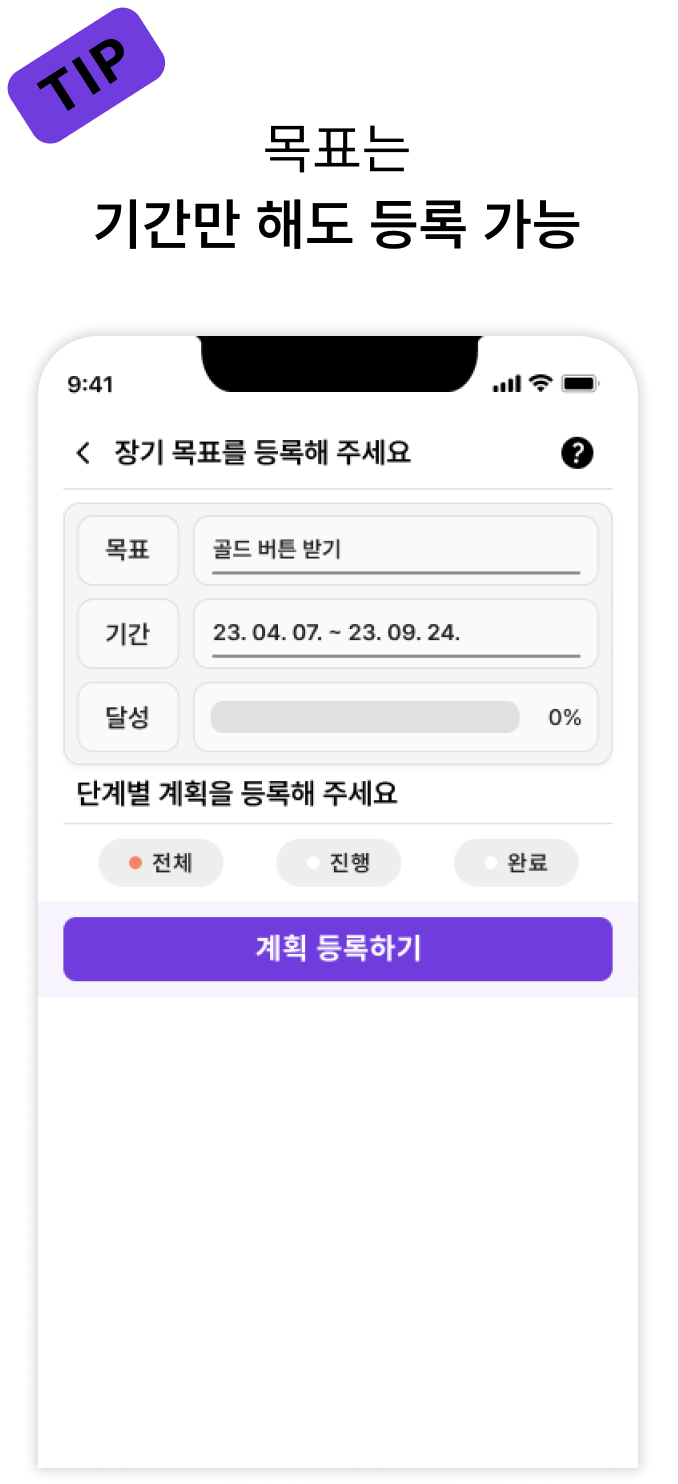 TIP
목표는
기간만 해도 등록 가능
9:41
장기 목표를 등록해 주세요 ?
목표 골드 버튼 받기
기간 23. 04. 07. ~ 23. 09. 24.
달성 0%
단계별 계획을 등록해 주세요
전체 진행 완료
계획 등록하기